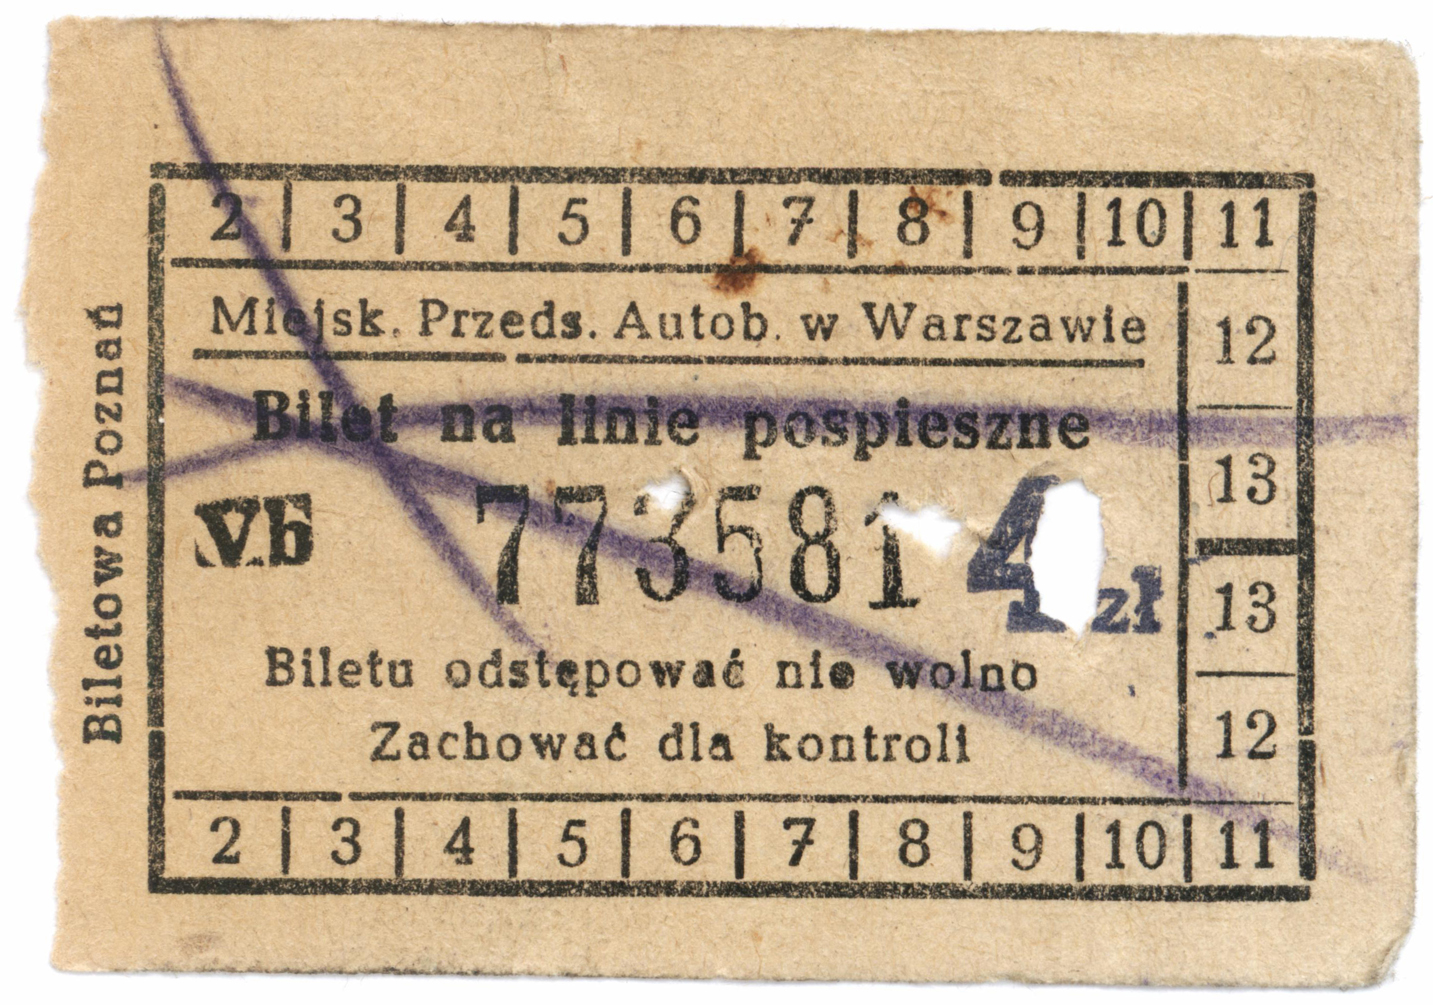 2 | 3 | 4 | 5 | 6 | 7 | 8 | 9 | 10 | 11
Miejsk. Przeds. Autob. w Warszawie
12
Bilet na linie pospieszne
13
Vb 773581 4 zł
13
Biletu odstępować nie wolno
Zachować dla kontroli
12
2 | 3 | 4 | 5 | 6 | 7 | 8 | 9 | 10 | 11
Biletowa Poznań